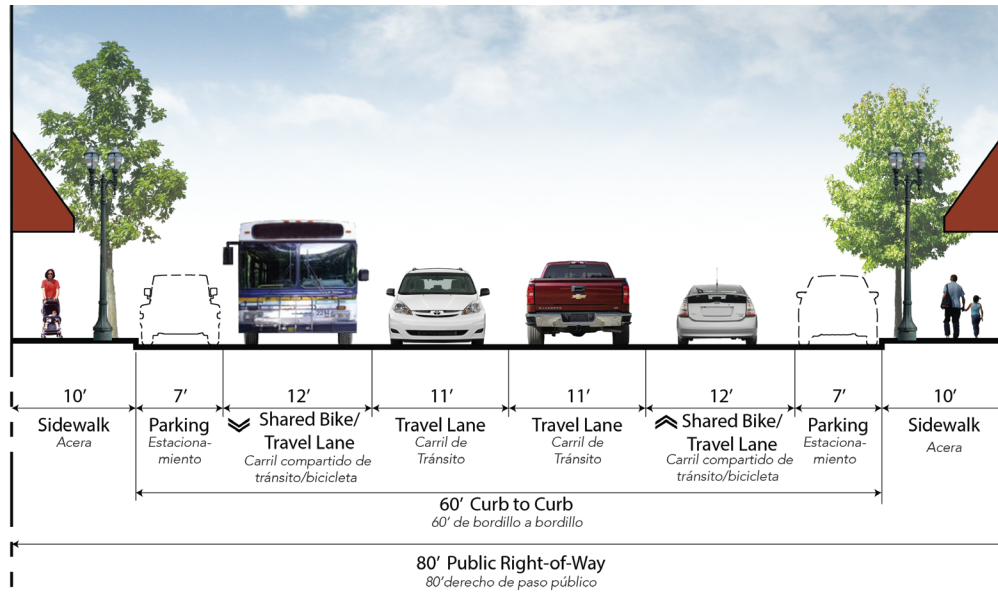 10’
Sidewalk
Acera
7’
Parking
Estaciona-
miento
12’
Shared Bike/
Travel Lane
Carril compartido de
tránsito/bicicleta
11’
Travel Lane
Carril de
Tránsito
11’
Travel Lane
Carril de
Tránsito
12’
Shared Bike/
Travel Lane
Carril compartido de
tránsito/bicicleta
7’
Parking
Estaciona-
miento
10’
Sidewalk
Acera
60’ Curb to Curb
60’ de bordillo a bordillo
80’ Public Right-of-Way
80’derecho de paso público